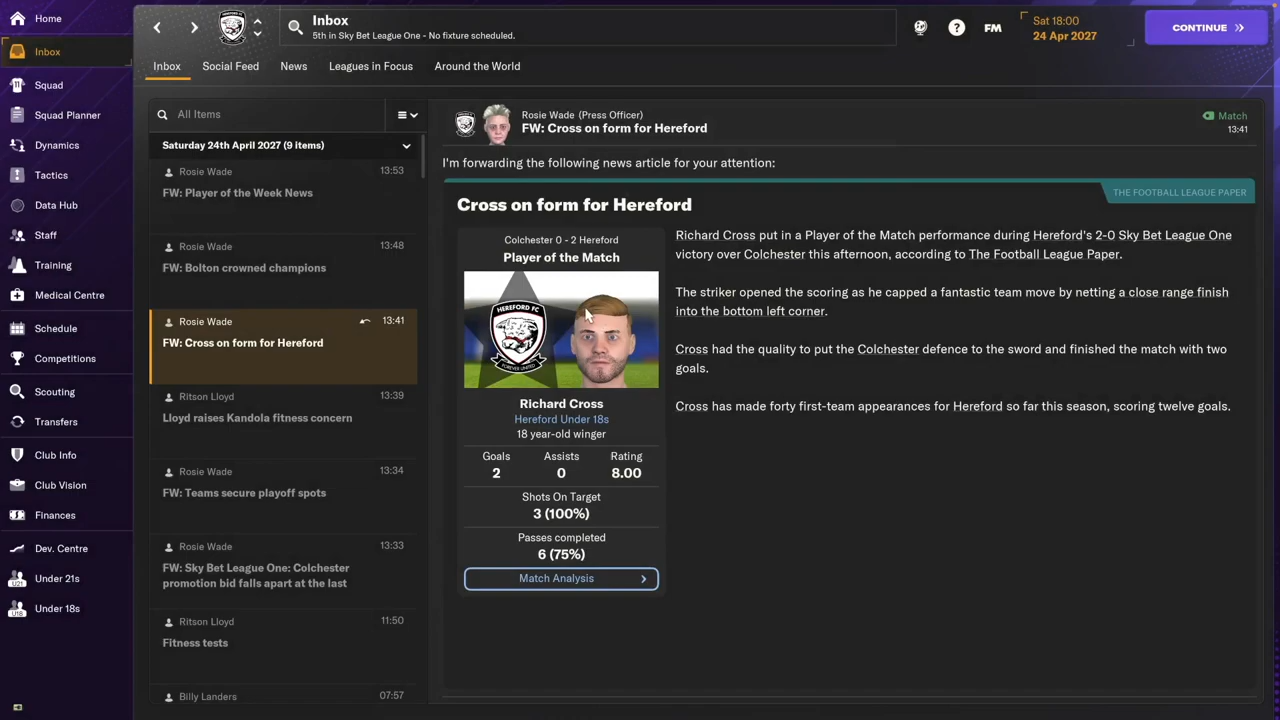 Home
Inbox
Squad
Squad Planner
Dynamics
Tactics
Data Hub
Staff
Training
Medical Centre
Schedule
Competitions
Scouting
Transfers
Club Info
Club Vision
Finances
Dev. Centre
Under 21s
Under 18s
Inbox
5th in Sky Bet League One - No fixture scheduled.
FM
Sat 18:00
24 Apr 2027
CONTINUE
Inbox Social Feed News Leagues in Focus Around the World
All Items
Saturday 24th April 2027 (9 items)
Rosie Wade 13:53
FW: Player of the Week News
Rosie Wade 13:48
FW: Bolton crowned champions
Rosie Wade 13:41
FW: Cross on form for Hereford
Ritson Lloyd 13:39
Lloyd raises Kandola fitness concern
Rosie Wade 13:34
FW: Teams secure playoff spots
Rosie Wade 13:33
FW: Sky Bet League One: Colchester
promotion bid falls apart at the last
Ritson Lloyd 11:50
Fitness tests
Billy Landers 07:57
Rosie Wade (Press Officer)
FW: Cross on form for Hereford
Match
13:41
I'm forwarding the following news article for your attention:
THE FOOTBALL LEAGUE PAPER
Cross on form for Hereford
Colchester 0 - 2 Hereford
Player of the Match
HEREFORD FC
FOREVER UNITED
Richard Cross
Hereford Under 18s
18 year-old winger
Goals Assists Rating
2 0 8.00
Shots On Target
3 (100%)
Passes completed
6 (75%)
Match Analysis
Richard Cross put in a Player of the Match performance during Hereford's 2-0 Sky Bet League One
victory over Colchester this afternoon, according to The Football League Paper.
The striker opened the scoring as he capped a fantastic team move by netting a close range finish
into the bottom left corner.
Cross had the quality to put the Colchester defence to the sword and finished the match with two
goals.
Cross has made forty first-team appearances for Hereford so far this season, scoring twelve goals.